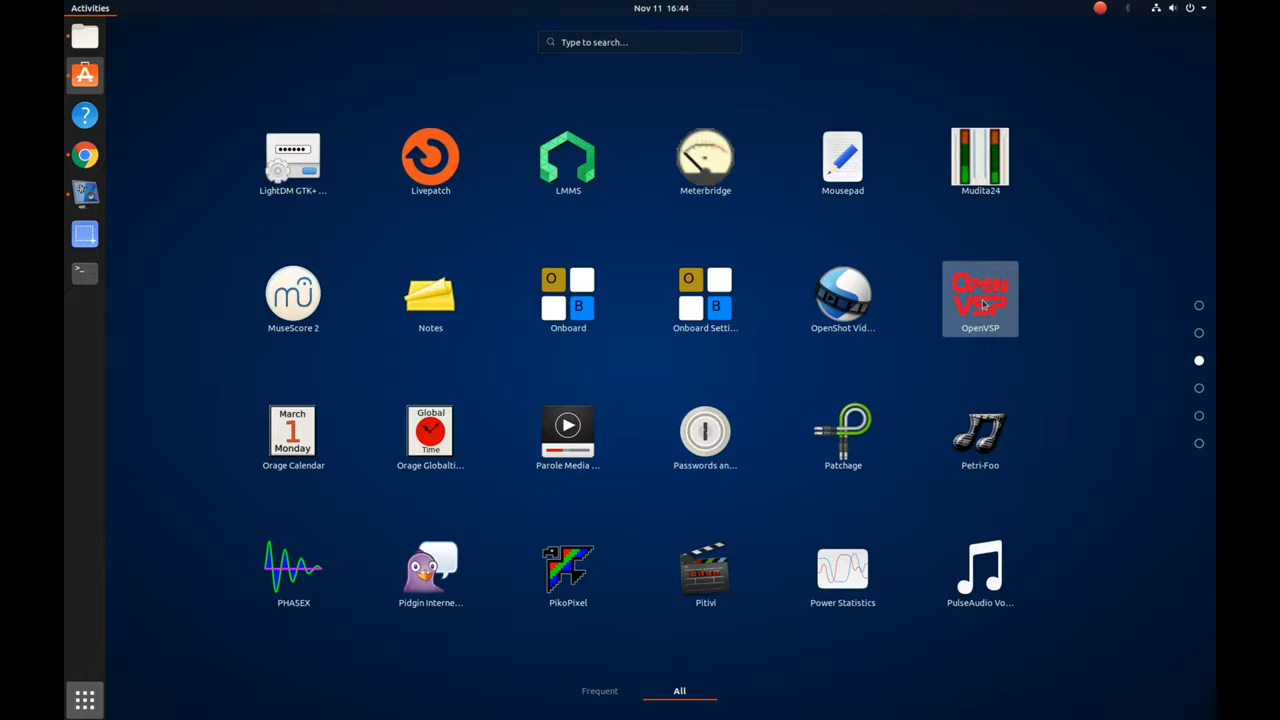 Activities
Nov 11 16:44
Type to search...
LightDM GTK+ ...
Livepatch
LMMS
Meterbridge
Mousepad
Mudita24
MuseScore 2
Notes
O
B
Onboard
O
B
Onboard Setti...
OpenShot Vid...
OPEN
VSP
OpenVSP
March
1
Monday
Orage Calendar
Global
Time
Orage Globalti...
Parole Media ...
Passwords an...
Patchage
Petri-Foo
PHASEX
Pidgin Interne...
PikoPixel
Pitivi
Power Statistics
PulseAudio Vo...
Frequent
All